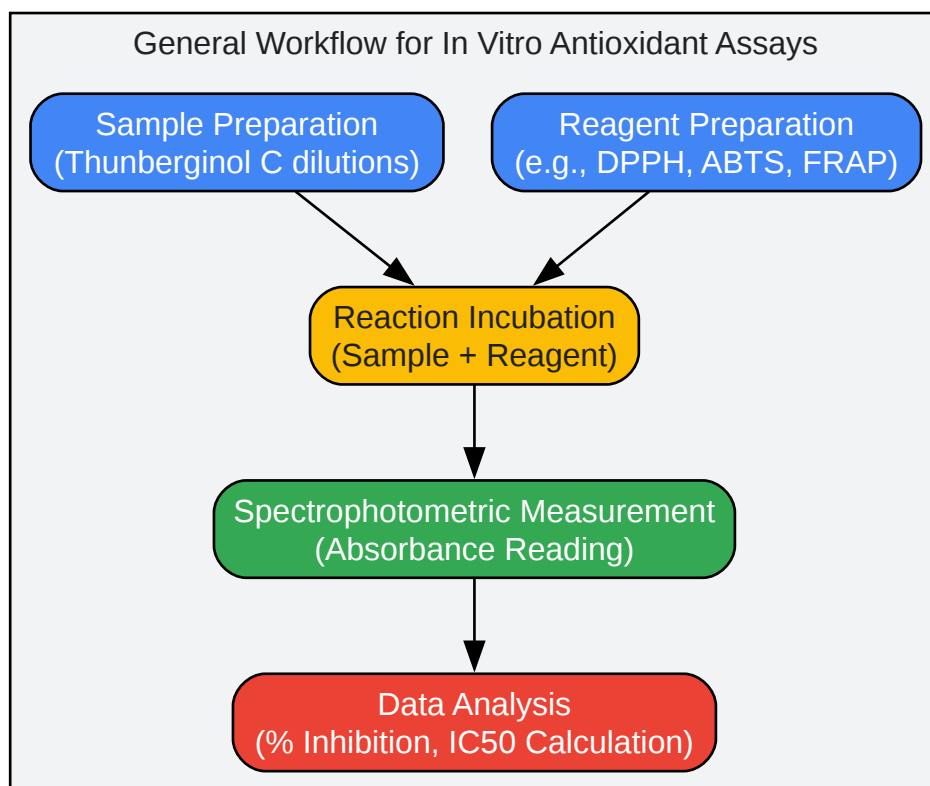 General Workflow for In Vitro Antioxidant Assays
Sample Preparation
(Thunberginol C dilutions)
Reagent Preparation
(e.g., DPPH, ABTS, FRAP)
Reaction Incubation
(Sample + Reagent)
Spectrophotometric Measurement
(Absorbance Reading)
Data Analysis
(% Inhibition, IC50 Calculation)